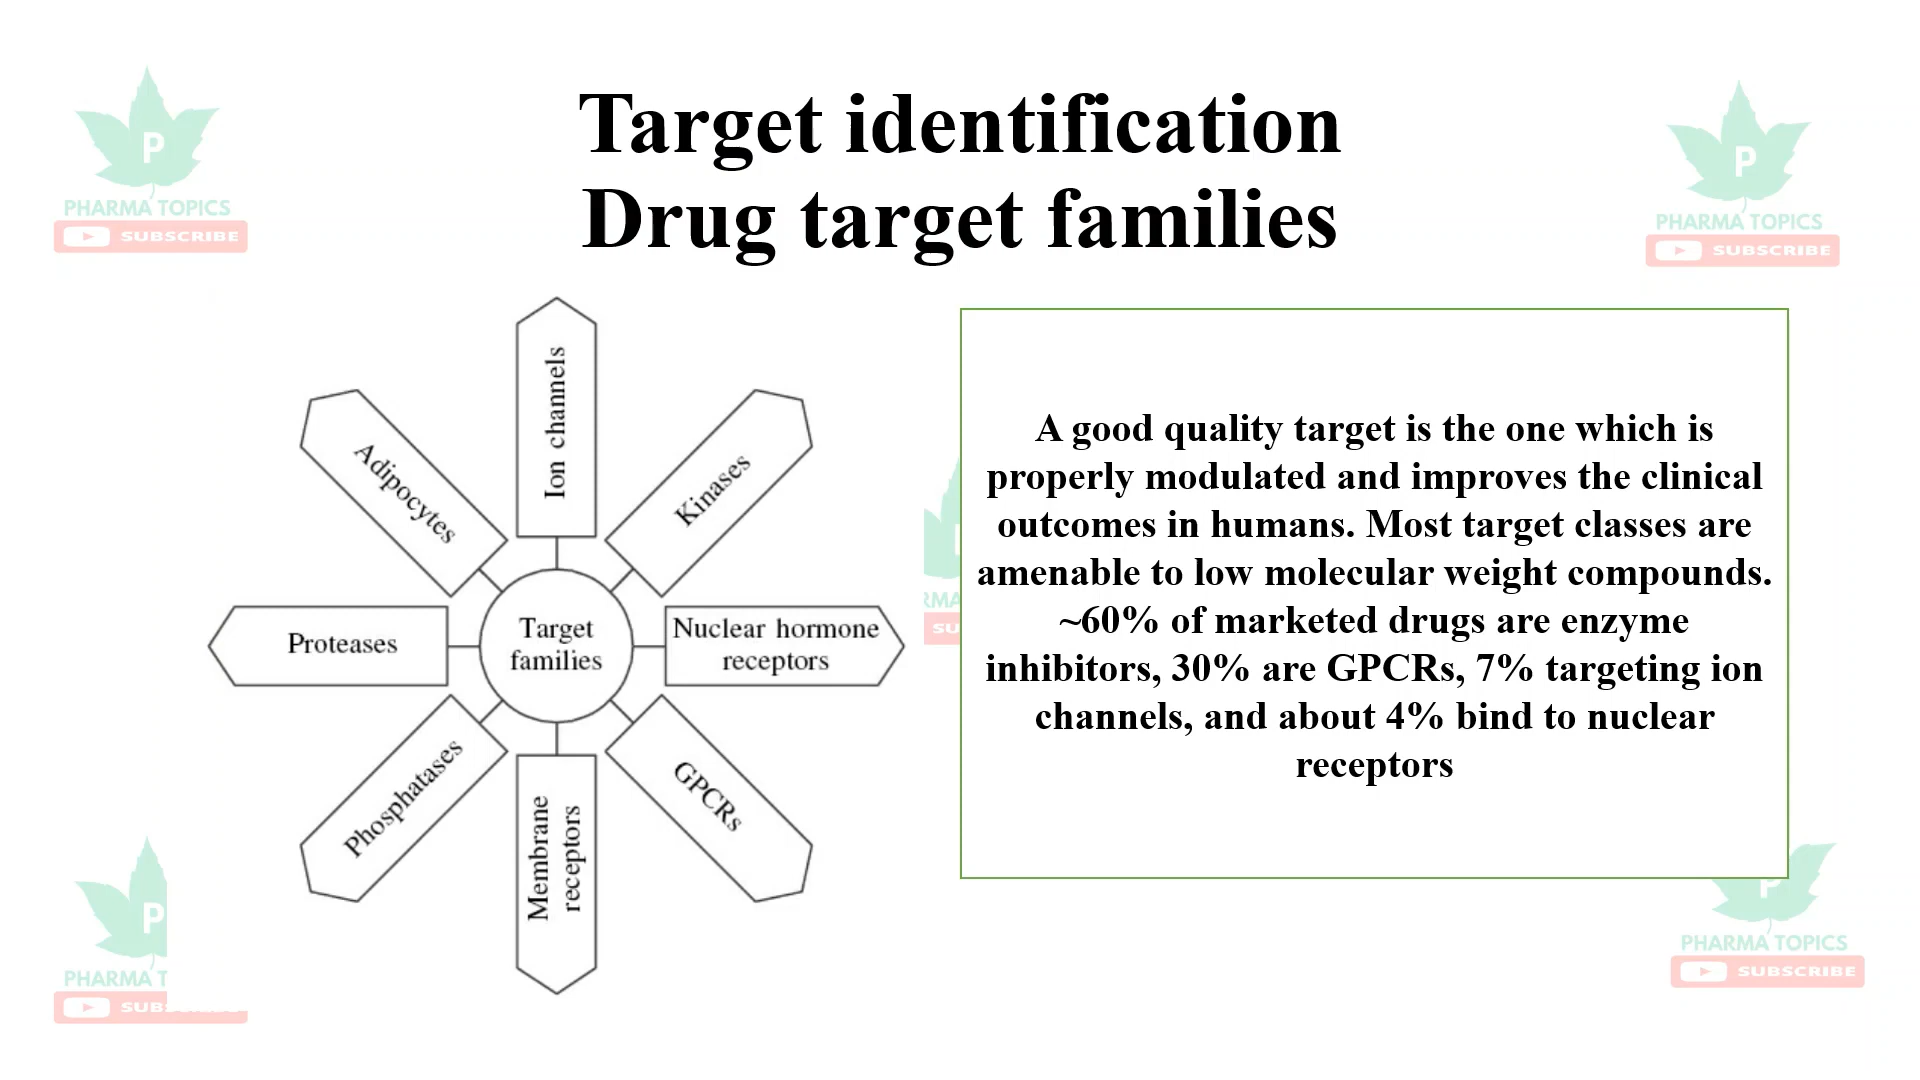 Target identification
Drug target families
P
PHARMA TOPICS
SUBSCRIBE
P
PHARMA TOPICS
SUBSCRIBE
Ion channels
Adipocytes
Kinases
Proteases
Target
families
Nuclear hormone
receptors
Phosphatases
Membrane
receptors
GPCRs
A good quality target is the one which is
properly modulated and improves the clinical
outcomes in humans. Most target classes are
amenable to low molecular weight compounds.
~60% of marketed drugs are enzyme
inhibitors, 30% are GPCRs, 7% targeting ion
channels, and about 4% bind to nuclear
receptors
P
PHARMA T
SUB
P
PHARMA TOPICS
SUBSCRIBE